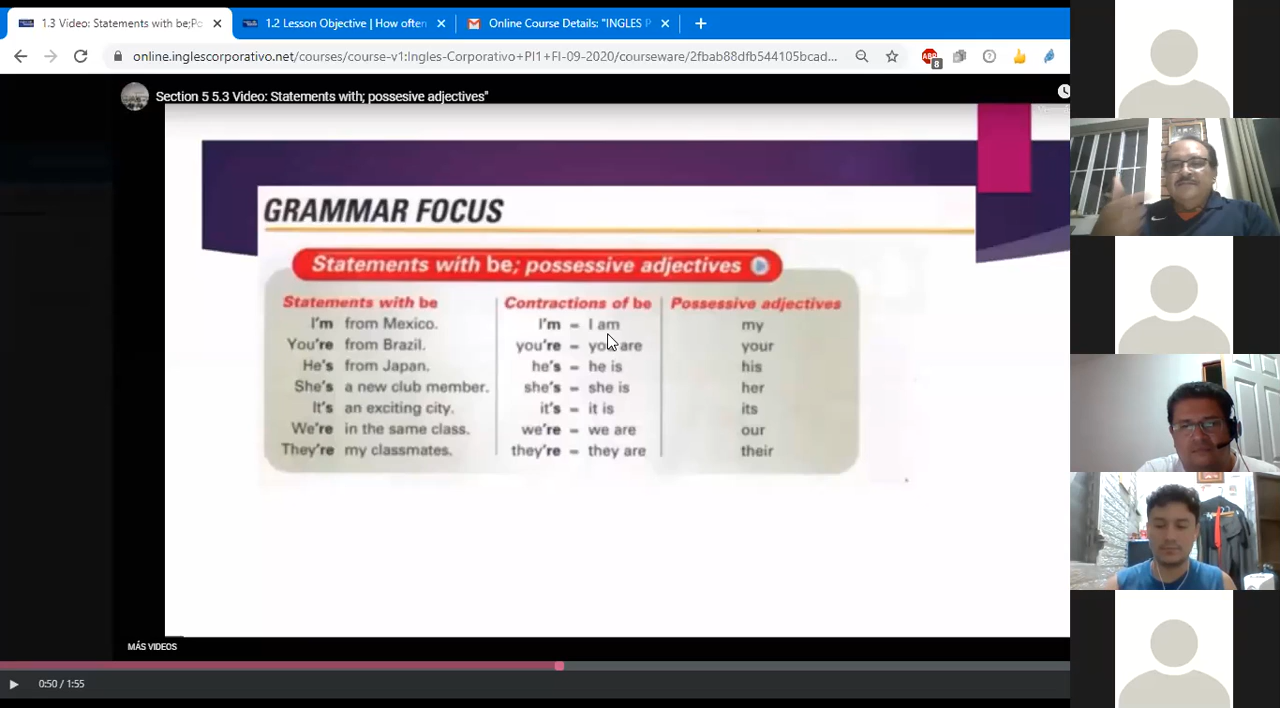 1.3 Video: Statements with be;Po
1.2 Lesson Objective | How often
Online Course Details: "INGLES P
online.inglescorporativo.net/courses/course-v1:Ingles-Corporativo+PI1+FI-09-2020/courseware/2fbab88dfb544105bcad...
ABP
8
Section 5 5.3 Video: Statements with; possesive adjectives"
GRAMMAR FOCUS
Statements with be; possessive adjectives
Statements with be Contractions of be Possessive adjectives
I'm from Mexico. I'm = I am my
You're from Brazil. you're = you are your
He's from Japan. he's = he is his
She's a new club member. she's = she is her
It's an exciting city. it's = it is its
We're in the same class. we're = we are our
They're my classmates. they're = they are their
MÁS VIDEOS
0:50 / 1:55